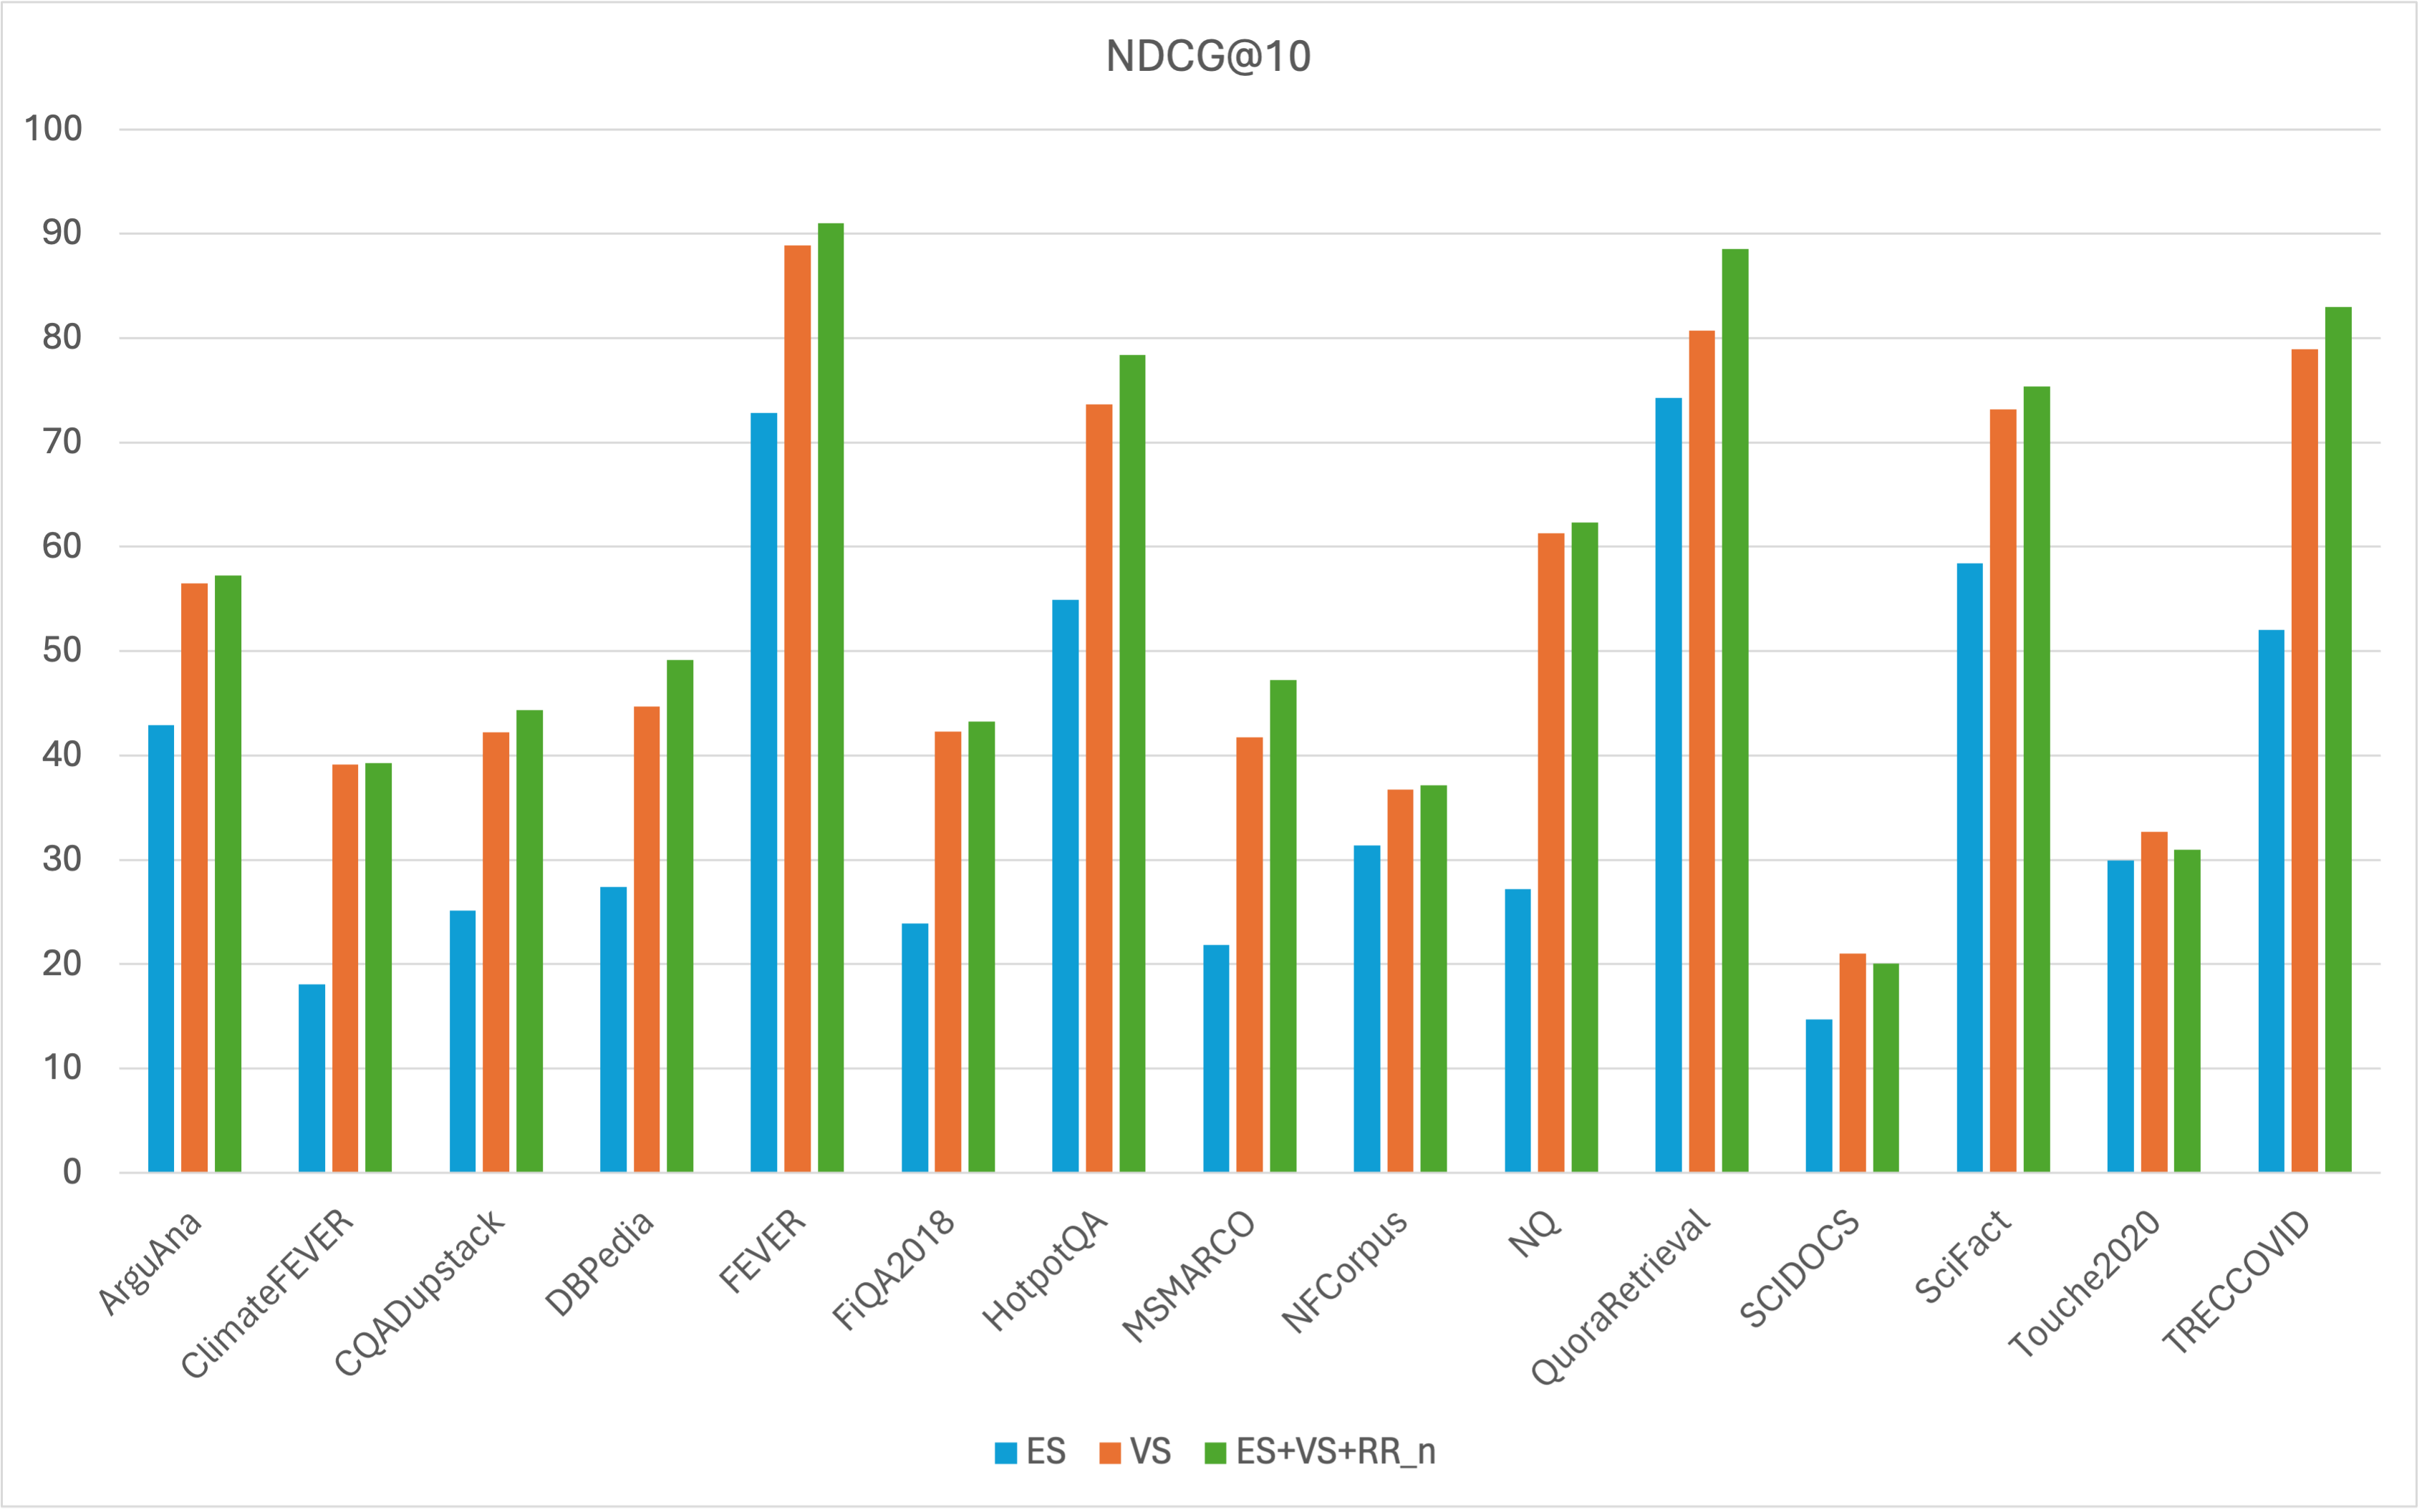 NDCG@10
100
90
80
70
60
50
40
30
20
10
0
ArguAna
ClimateFEVER
CQADupstack
DBPedia
FEVER
FiQA2018
HotpotQA
MSMARCO
NFCorpus
NQ
QuoraRetrieval
SCIDOCS
SciFact
Touche2020
TRECCOVID
ES VS ES+VS+RR_n